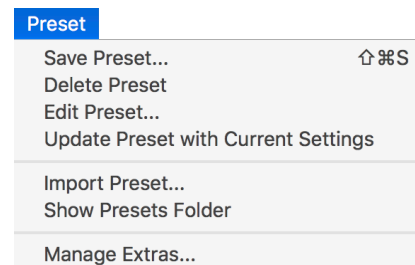 Preset
Save Preset... ⇧⌘S
Delete Preset
Edit Preset...
Update Preset with Current Settings
Import Preset...
Show Presets Folder
Manage Extras...